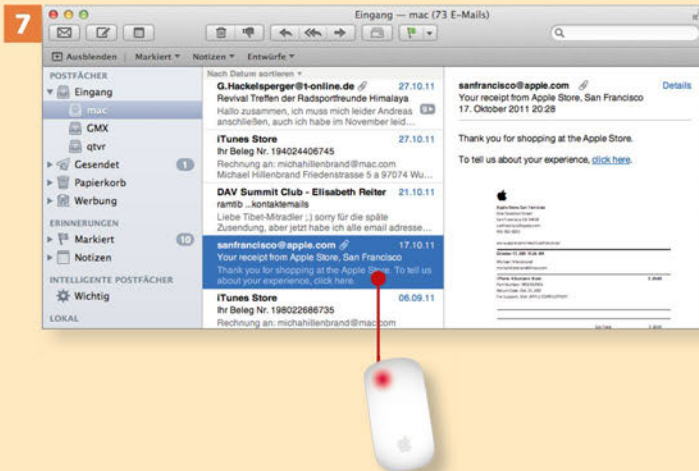 7
Eingang — mac (73 E-Mails)
Ausblenden Markiert Notizen Entwürfe
POSTFÄCHER
Eingang
mac
GMX
qtvr
Gesendet 1
Papierkorb
Werbung
ERINNERUNGEN
Markiert 10
Notizen
INTELLIGENTE POSTFÄCHER
Wichtig
LOKAL
Nach Datum sortieren
G.Hackelsperger@t-online.de 27.10.11
Revival Treffen der Radsportfreunde Himalaya
Hallo zusammen, ich muss mich leider Andreas
anschließen, auch ich habe im November leid...
iTunes Store 27.10.11
Ihr Beleg Nr. 194024406745
Rechnung an: michahillenbrand@mac.com
Michael Hillenbrand Friedenstrasse 5 a 97074 Wu...
DAV Summit Club - Elisabeth Reiter 21.10.11
ramtib ...kontaktemails
Liebe Tibet-Mitradler ;) sorry für die späte
Zusendung, aber jetzt habe ich alle email adresse...
sanfrancisco@apple.com 17.10.11
Your receipt from Apple Store, San Francisco
Thank you for shopping at the Apple Store. To tell us
about your experience, click here.
iTunes Store 06.09.11
Ihr Beleg Nr. 198022686735
Rechnung an: michahillenbrand@mac.com
sanfrancisco@apple.com Details
Your receipt from Apple Store, San Francisco
17. Oktober 2011 20:28
Thank you for shopping at the Apple Store.
To tell us about your experience, click here.